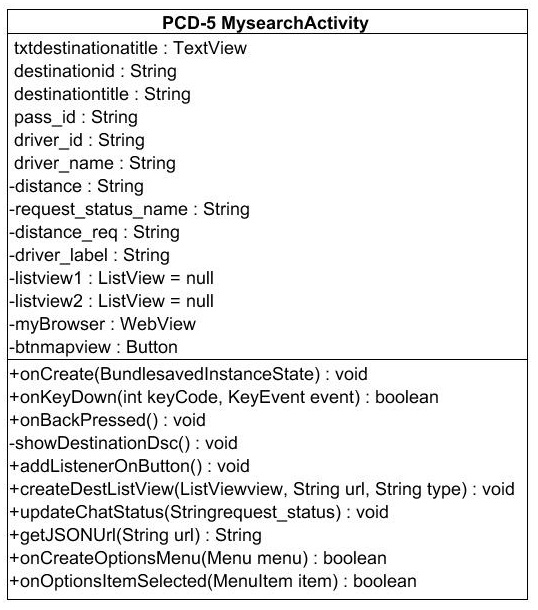 PCD-5 MysearchActivity
txtdestinationatitle : TextView
destinationid : String
destinationtitle : String
pass_id : String
driver_id : String
driver_name : String
-distance : String
-request_status_name : String
-distance_req : String
-driver_label : String
-listview1 : ListView = null
-listview2 : ListView = null
-myBrowser : WebView
-btnmapview : Button
+onCreate(BundlesavedInstanceState) : void
+onKeyDown(int keyCode, KeyEvent event) : boolean
+onBackPressed() : void
-showDestinationDsc() : void
+addListenerOnButton() : void
+createDestListView(ListViewview, String url, String type) : void
+updateChatStatus(Stringrequest_status) : void
+getJSONUrl(String url) : String
+onCreateOptionsMenu(Menu menu) : boolean
+onOptionsItemSelected(MenuItem item) : boolean